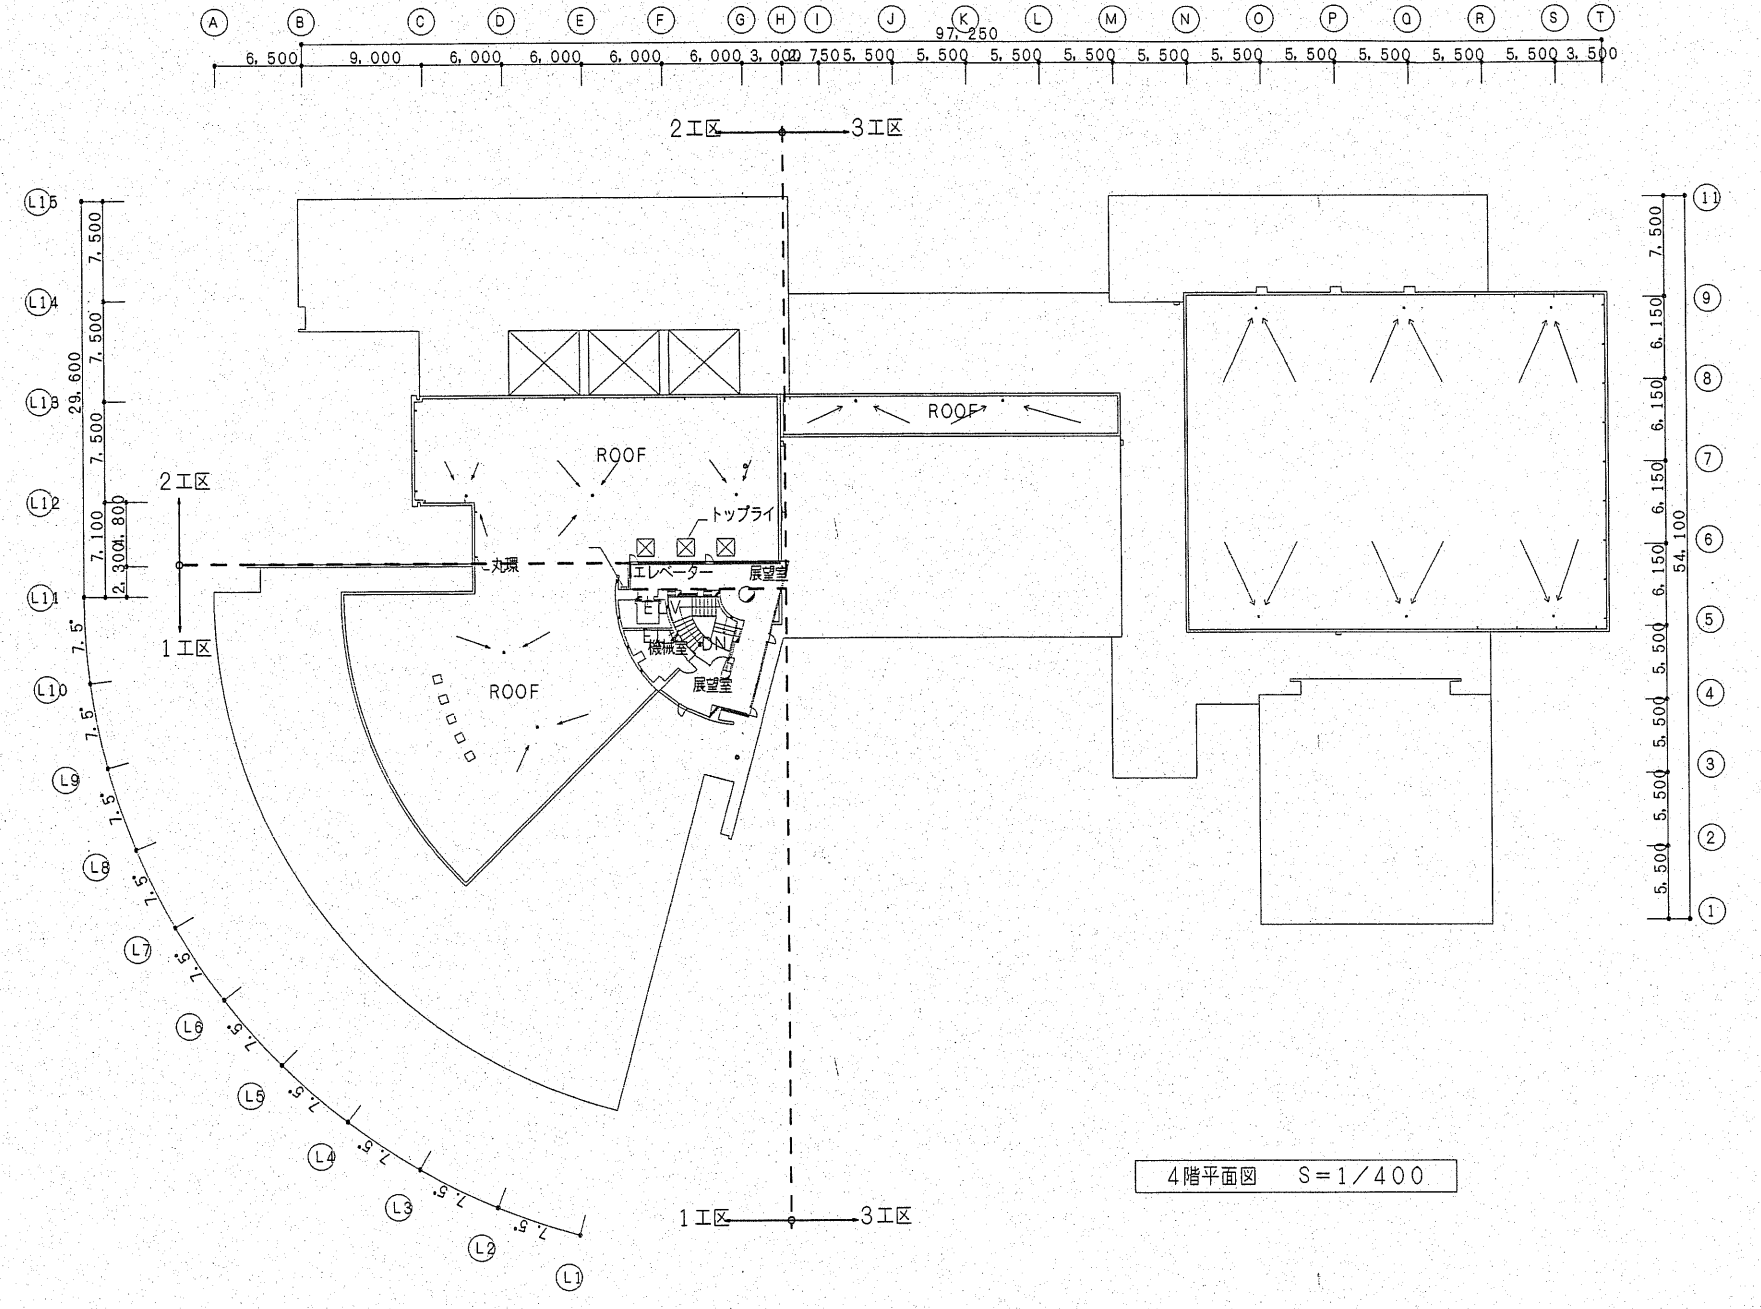 A B C D E F G H I J K L M N O P Q R S T
97,250
6,500 9,000 6,000 6,000 6,000 6,000 3,000 2,750 5,500 5,500 5,500 5,500 5,500 5,500 5,500 5,500 5,500 5,500 3,500
2工区 3工区
L15
7,500
L14
7,500
29,600
L13
7,500
L12
7,100
4,800
2,300
L11
7.5°
L10
7.5°
L9
7.5°
L8
7.5°
L7
7.5°
L6
7.5°
L5
7.5°
L4
7.5°
L3
7.5°
L2
7.5°
L1
2工区
1工区
ROOF
ROOF
トップライ
丸環
エレベーター
展望室
ELV
EL
機械室
DN
展望室
ROOF
11
7,500
9
6,150
8
6,150
7
6,150
6
54,100
6,150
5
5,500
4
5,500
3
5,500
2
5,500
1
4階平面図 S=1/400
1工区 3工区